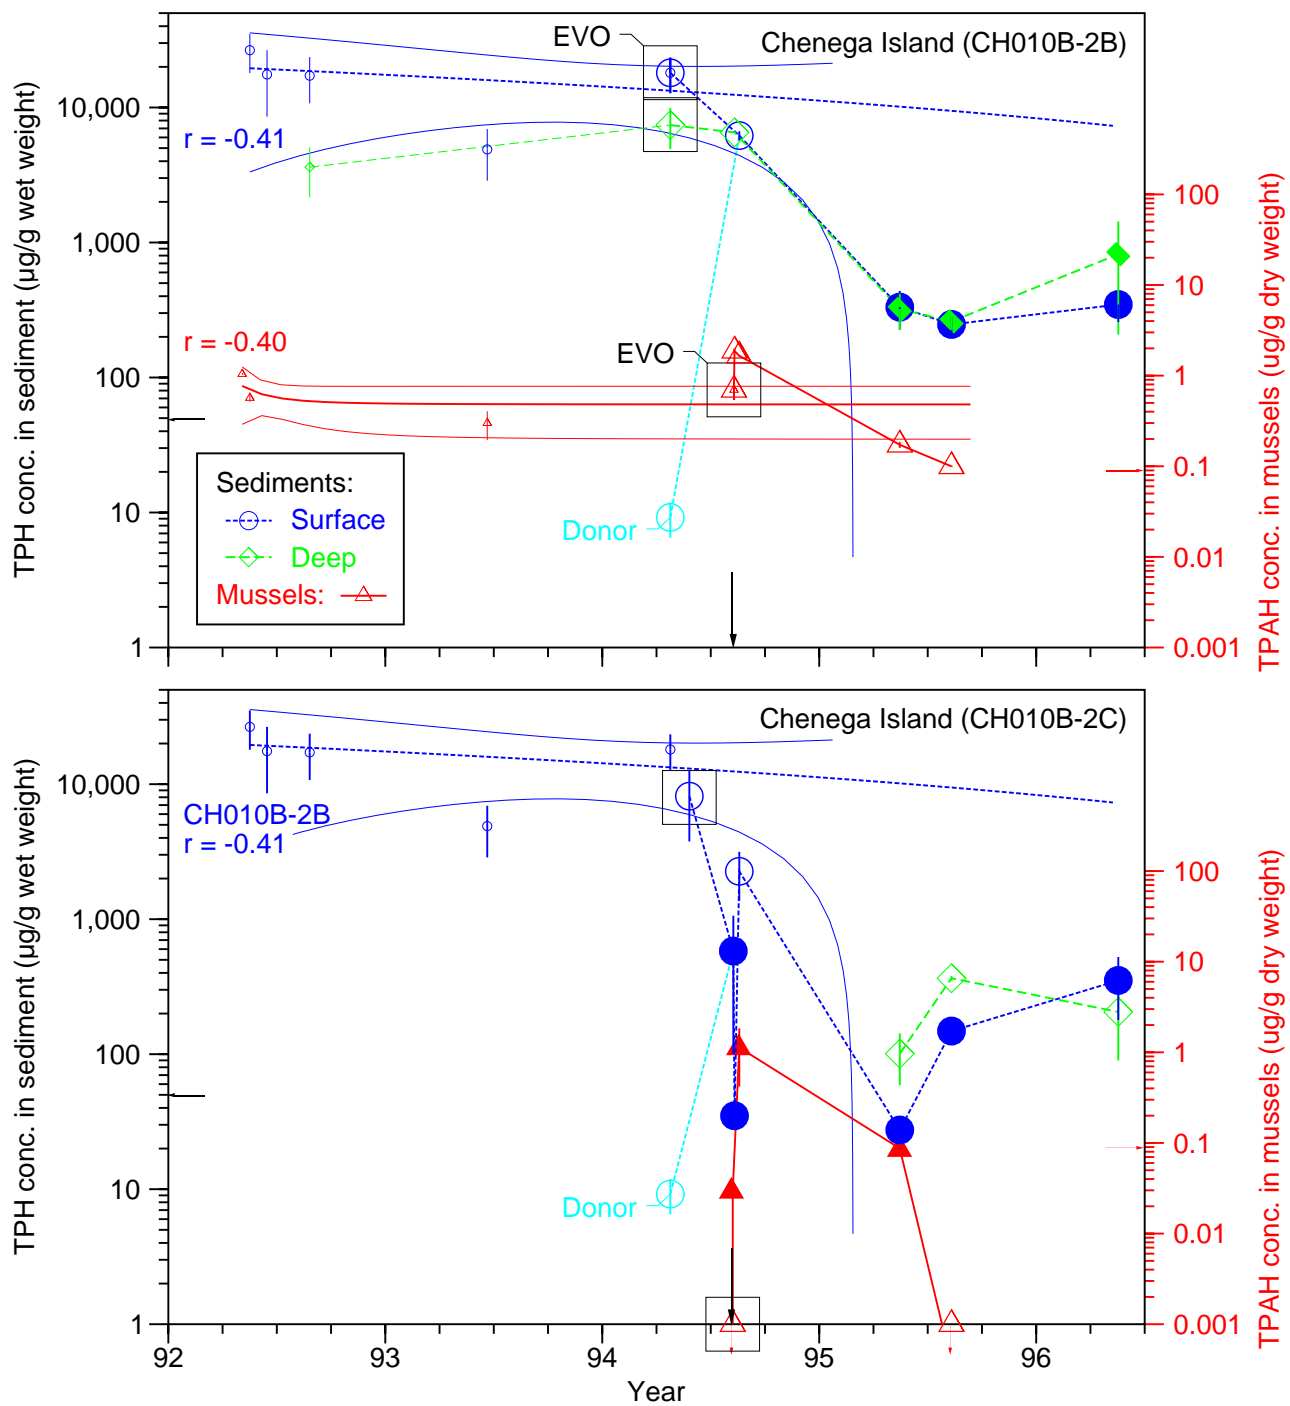 Chenega Island (CH010B-2B)
EVO
TPH conc. in sediment (µg/g wet weight)
10,000
1,000
100
10
1
r = -0.41
r = -0.40
EVO
Donor
Sediments:
Surface
Deep
Mussels:
100
10
1
0.1
0.01
0.001
TPAH conc. in mussels (ug/g dry weight)
92
93
94
95
96
Chenega Island (CH010B-2C)
TPH conc. in sediment (µg/g wet weight)
10,000
1,000
100
10
1
CH010B-2B
r = -0.41
Donor
100
10
1
0.1
0.01
0.001
TPAH conc. in mussels (ug/g dry weight)
92
93
94
95
96
Year